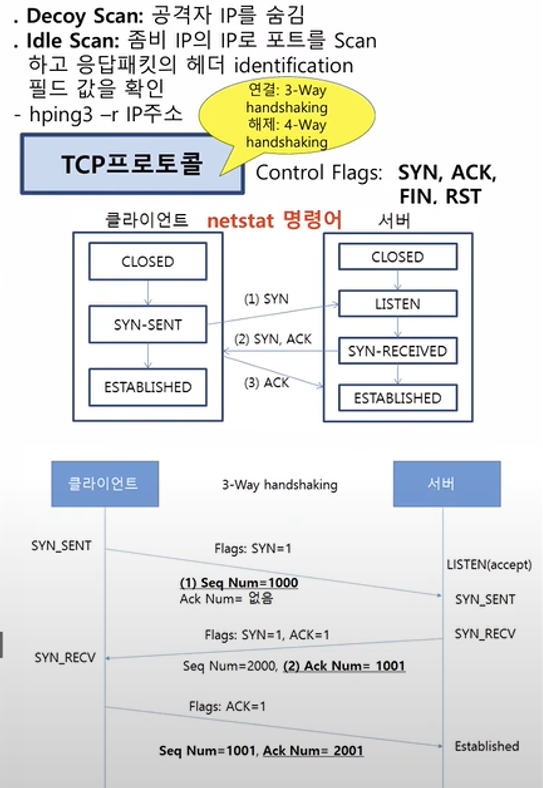 . Decoy Scan: 공격자 IP를 숨김
. Idle Scan: 좀비 IP의 IP로 포트를 Scan
하고 응답패킷의 헤더 identification
필드 값을 확인
- hping3 –r IP주소
연결: 3-Way
handshaking
해제: 4-Way
handshaking
TCP프로토콜
Control Flags: SYN, ACK,
FIN, RST
클라이언트 netstat 명령어 서버
CLOSED
CLOSED
(1) SYN
LISTEN
SYN-SENT
(2) SYN, ACK
SYN-RECEIVED
(3) ACK
ESTABLISHED
ESTABLISHED
클라이언트
3-Way handshaking
서버
SYN_SENT
Flags: SYN=1
LISTEN(accept)
(1) Seq Num=1000
Ack Num= 없음
SYN_SENT
Flags: SYN=1, ACK=1
SYN_RECV
SYN_RECV
Seq Num=2000, (2) Ack Num= 1001
Flags: ACK=1
Seq Num=1001, Ack Num= 2001
Established